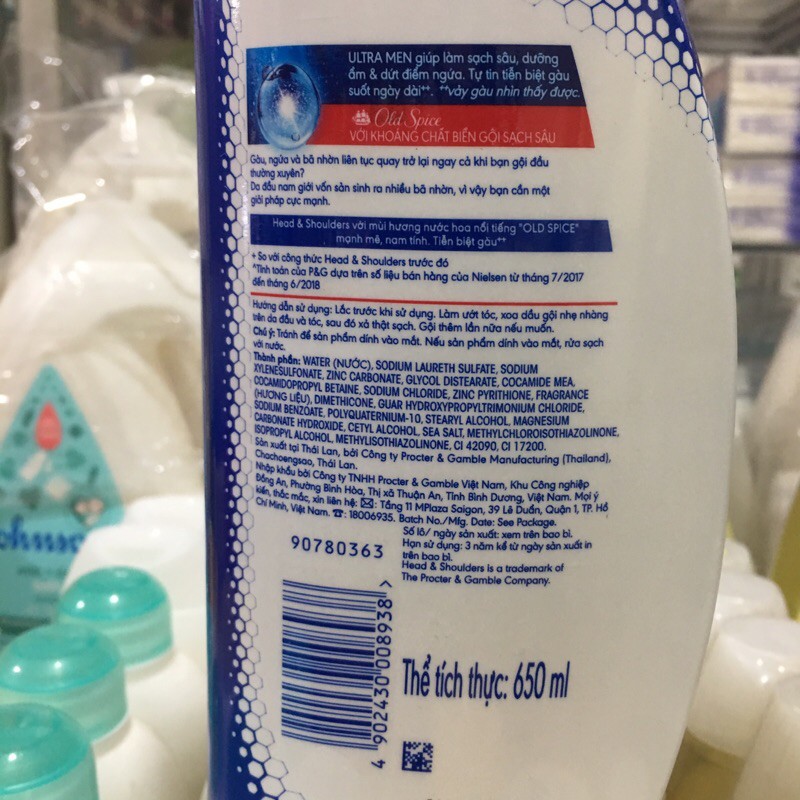 ULTRA MEN giúp làm sạch sâu, dưỡng
ẩm & dứt điểm ngứa. Tự tin tiễn biệt gàu
suốt ngày dài⁺⁺. ⁺⁺vảy gàu nhìn thấy được.
Old Spice
VỚI KHOÁNG CHẤT BIỂN GỘI SẠCH SÂU
Gàu, ngứa và bã nhờn liên tục quay trở lại ngay cả khi bạn gội đầu
thường xuyên?
Da đầu nam giới vốn sản sinh ra nhiều bã nhờn, vì vậy bạn cần một
giải pháp cực mạnh.
Head & Shoulders với mùi hương nước hoa nổi tiếng "OLD SPICE"
mạnh mẽ, nam tính. Tiễn biệt gàu⁺⁺
+ So với công thức Head & Shoulders trước đó
^Tính toán của P&G dựa trên số liệu bán hàng của Nielsen từ tháng 7/2017
đến tháng 6/2018
Hướng dẫn sử dụng: Lắc trước khi sử dụng. Làm ướt tóc, xoa dầu gội nhẹ nhàng
trên da đầu và tóc, sau đó xả thật sạch. Gội thêm lần nữa nếu muốn.
Chú ý: Tránh để sản phẩm dính vào mắt. Nếu sản phẩm dính vào mắt, rửa sạch
với nước.
Thành phần: WATER (NƯỚC), SODIUM LAURETH SULFATE, SODIUM
XYLENESULFONATE, ZINC CARBONATE, GLYCOL DISTEARATE, COCAMIDE MEA,
COCAMIDOPROPYL BETAINE, SODIUM CHLORIDE, ZINC PYRITHIONE, FRAGRANCE
(HƯƠNG LIỆU), DIMETHICONE, GUAR HYDROXYPROPYLTRIMONIUM CHLORIDE,
SODIUM BENZOATE, POLYQUATERNIUM-10, STEARYL ALCOHOL, MAGNESIUM
CARBONATE HYDROXIDE, CETYL ALCOHOL, SEA SALT, METHYLCHLOROISOTHIAZOLINONE,
ISOPROPYL ALCOHOL, METHYLISOTHIAZOLINONE, CI 42090, CI 17200.
Sản xuất tại Thái Lan, bởi Công ty Procter & Gamble Manufacturing (Thailand),
Chachoengsao, Thái Lan.
Nhập khẩu bởi Công ty TNHH Procter & Gamble Việt Nam, Khu Công nghiệp
Đồng An, Phường Bình Hòa, Thị xã Thuận An, Tỉnh Bình Dương, Việt Nam. Mọi ý
kiến, thắc mắc, xin liên hệ: ✉: Tầng 11 MPlaza Saigon, 39 Lê Duẩn, Quận 1, TP. Hồ
Chí Minh, Việt Nam. ☎: 18006935. Batch No./Mfg. Date: See Package.
Số lô/ ngày sản xuất: xem trên bao bì.
Hạn sử dụng: 3 năm kể từ ngày sản xuất in
trên bao bì.
Head & Shoulders is a trademark of
The Procter & Gamble Company.
90780363
4 902430 008938 >
Thể tích thực: 650 ml